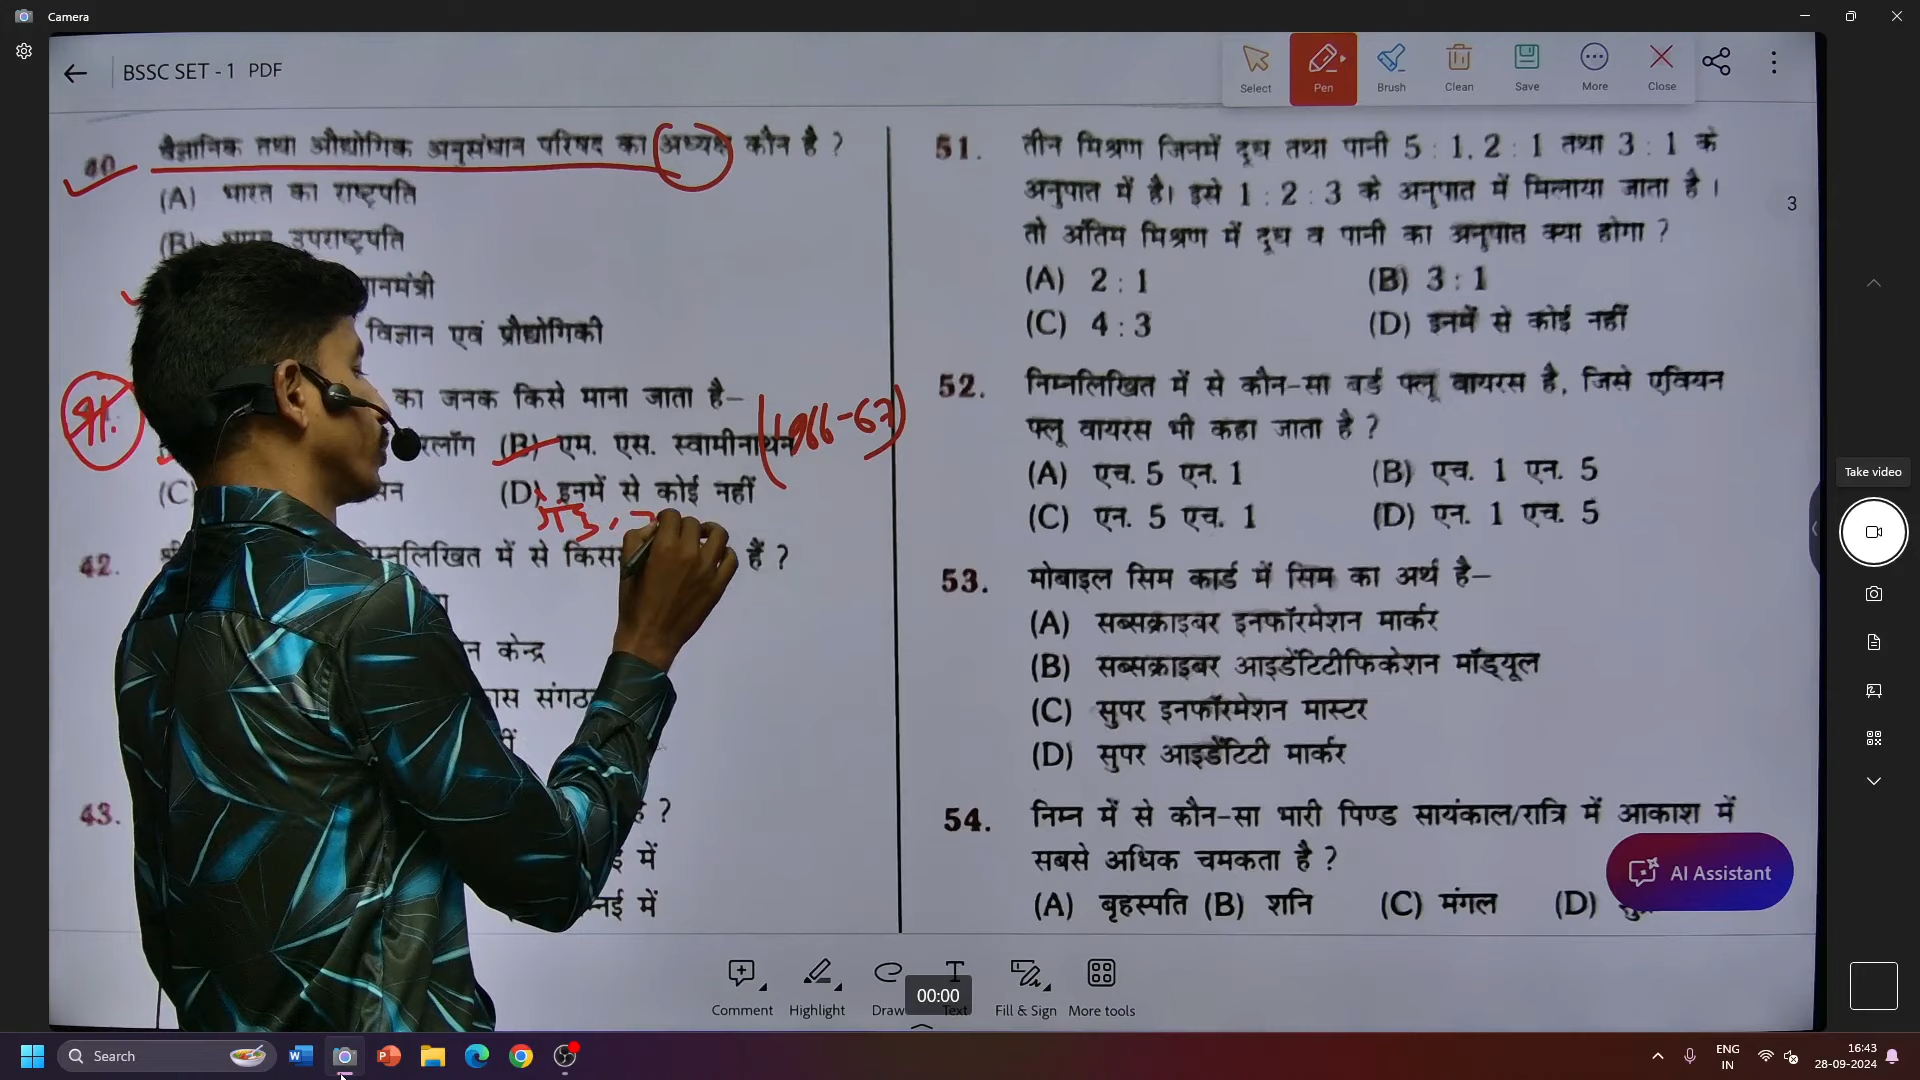 Camera
BSSC SET - 1 PDF
Select Pen Brush Clean Save More Close
40 वैज्ञानिक तथा औद्योगिक अनुसंधान परिषद का अध्यक्ष कौन है ?
(A) भारत का राष्ट्रपति
(B) उपराष्ट्रपति
विज्ञान एवं प्रौद्योगिकी
का जनक किसे माना जाता है–
(B) एम. एस. स्वामीनाथन (1966-67)
(D) इनमें से कोई नहीं
42. में से हैं ?
केन्द्र
43. ?
में
में
3
51. तीन मिश्रण जिनमें दूध तथा पानी 5 : 1, 2 : 1 तथा 3 : 1 के
अनुपात में है। इसे 1 : 2 : 3 के अनुपात में मिलाया जाता है।
तो अंतिम मिश्रण में दूध व पानी का अनुपात क्या होगा ?
(A) 2 : 1 (B) 3 : 1
(C) 4 : 3 (D) इनमें से कोई नहीं
52. निम्नलिखित में से कौन-सा बर्ड फ्लू वायरस है, जिसे एवियन
फ्लू वायरस भी कहा जाता है ?
(A) एच. 5 एन. 1 (B) एच. 1 एन. 5
(C) एन. 5 एच. 1 (D) एन. 1 एच. 5
53. मोबाइल सिम कार्ड में सिम का अर्थ है–
(A) सब्सक्राइबर इनफॉरमेशन मार्कर
(B) सब्सक्राइबर आइडेंटिटीफिकेशन मॉड्यूल
(C) सुपर इनफॉरमेशन मास्टर
(D) सुपर आइडेंटिटी मार्कर
54. निम्न में से कौन-सा भारी पिण्ड सायंकाल/रात्रि में आकाश में
सबसे अधिक चमकता है ?
(A) बृहस्पति (B) शनि (C) मंगल (D)
AI Assistant
Take video
Comment Highlight Draw Text Fill & Sign More tools
00:00
Search
ENG
IN
16:43
28-09-2024